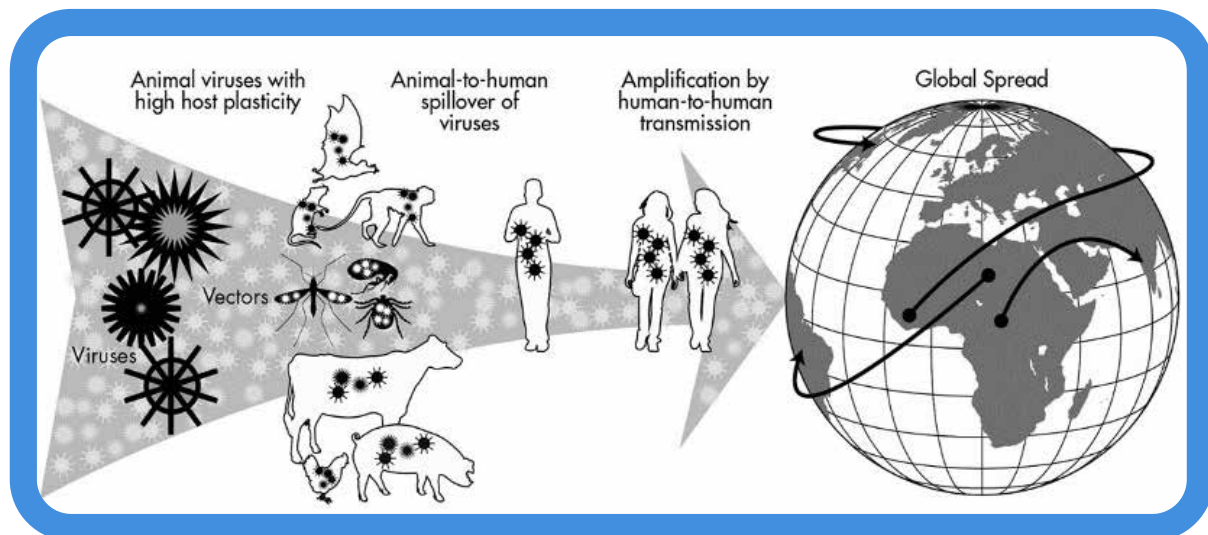 Animal viruses with
high host plasticity
Animal-to-human
spillover of
viruses
Amplification by
human-to-human
transmission
Global Spread
Vectors
Viruses